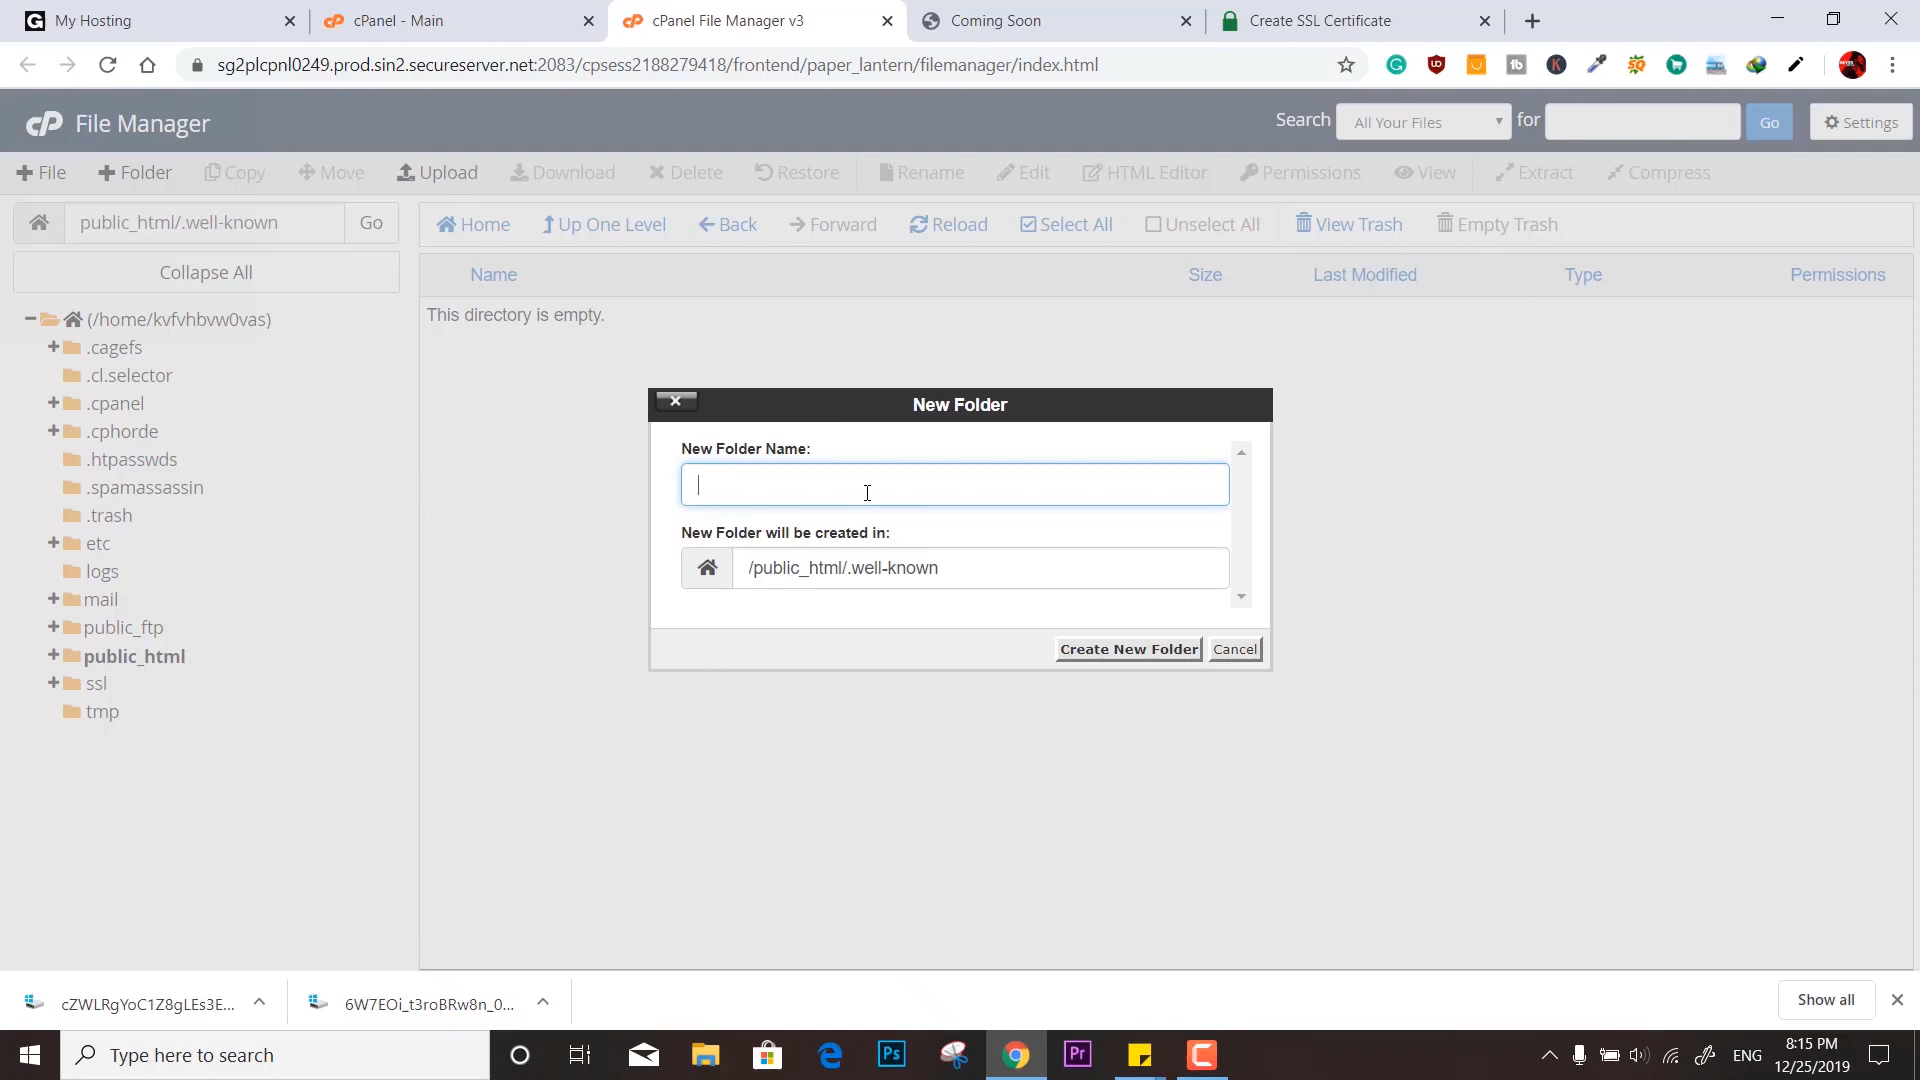 My Hosting
cPanel - Main
cPanel File Manager v3
Coming Soon
Create SSL Certificate
sg2plcpnl0249.prod.sin2.secureserver.net:2083/cpsess2188279418/frontend/paper_lantern/filemanager/index.html
cP File Manager
Search All Your Files for Go Settings
File Folder Copy Move Upload Download Delete Restore Rename Edit HTML Editor Permissions View Extract Compress
public_html/.well-known Go
Home Up One Level Back Forward Reload Select All Unselect All View Trash Empty Trash
Collapse All
Name Size Last Modified Type Permissions
This directory is empty.
(/home/kvfvhbvw0vas)
.cagefs
.cl.selector
.cpanel
.cphorde
.htpasswds
.spamassassin
.trash
etc
logs
mail
public_ftp
public_html
ssl
tmp
New Folder
New Folder Name:
New Folder will be created in:
/public_html/.well-known
Create New Folder Cancel
cZWLRgYoC1Z8gLEs3E...
6W7EOi_t3roBRw8n_0...
Show all
Type here to search
Ps
Pr
ENG
8:15 PM
12/25/2019